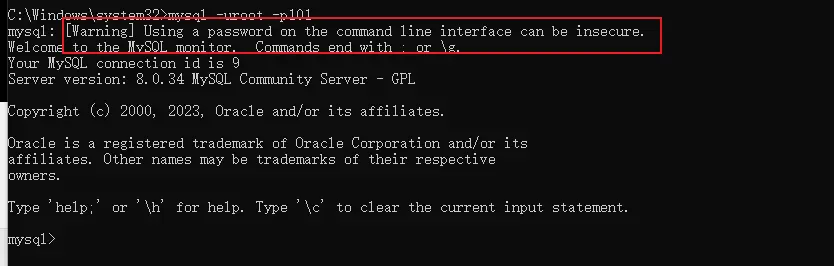 C:\Windows\system32>mysql -uroot -p101
mysql: [Warning] Using a password on the command line interface can be insecure.
Welcome to the MySQL monitor.  Commands end with ; or \g.
Your MySQL connection id is 9
Server version: 8.0.34 MySQL Community Server - GPL
Copyright (c) 2000, 2023, Oracle and/or its affiliates.
Oracle is a registered trademark of Oracle Corporation and/or its
affiliates. Other names may be trademarks of their respective
owners.
Type 'help;' or '\h' for help. Type '\c' to clear the current input statement.
mysql>